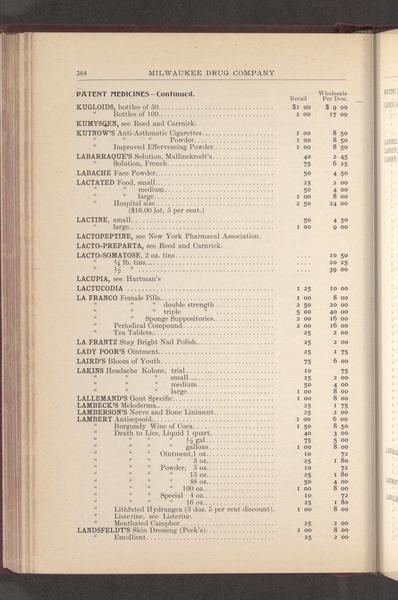 384 MILWAUKEE DRUG COMPANY
PATENT MEDICINES—Continued.
Retail Wholesale Per Doz.
KUGLOIDS, bottles of 50 $1 00 $ 9 00
" Bottles of 100 2 00 17 00
KUMYSGEN, see Reed and Carrnick.
KUTNOW'S Anti-Asthmatic Cigarettes 1 00 8 50
" " Powder 1 00 8 50
" Improved Effervescing Powder 1 00 8 50
LABARRAQUE'S Solution, Mallinckrodt's 40 2 45
" Solution, French 75 6 25
LABACHE Face Powder 50 4 50
LACTATED Food, small 25 2 00
" " medium 50 4 00
" " large 1 00 8 00
" Hospital size 2 50 24 00
($16.00 lot, 5 per cent.)
LACTINE, small 50 4 50
" large 1 00 9 00
LACTOPEPTINE, see New York Pharmacal Association.
LACTO-PREPARTA, see Reed and Carnrick.
LACTO-SOMATOSE, 2 oz. tins .... 10 50
" ¼ lb. tins .... 20 25
" ½ " .... 39 00
LACUPIA, see Hartman's
LACTUCODIA 1 25 10 00
LA FRANCO Female Pills 1 00 8 00
" " " double strength 2 50 20 00
" " " triple " 5 00 40 00
" " Sponge Suppositories 2 00 16 00
" Periodical Compound 2 00 16 00
" Tea Tablets 25 2 00
LA FRANTZ Stay Bright Nail Polish 25 2 00
LADY POOR'S Ointment 25 1 75
LAIRD'S Bloom of Youth 75 6 00
LAKINS Headache Kolone, trial 10 75
" " " small 25 2 00
" " " medium 50 4 00
" " " large 1 00 8 00
LALLEMAND'S Gout Specific 1 00 8 00
LAMBECK'S Meloderma 25 1 75
LAMBERSON'S Nerve and Bone Liniment 25 2 00
LAMBERT Antisepsoid 1 00 6 00
" Burgundy Wine of Coca 1 50 8 50
" Death to Lice, Liquid 1 quart 40 3 00
" " " " ½ gal 75 5 00
" " " " gallons 1 00 8 00
" " " Ointment, 1 oz. 10 72
" " " " 3 oz. 25 1 80
" " " Powder, 5 oz. 10 72
" " " " 15 oz. 25 1 80
" " " " 48 oz. 50 4 00
" " " " 100 oz. 1 00 8 00
" " " Special 4 oz. 10 72
" " " " 16 oz. 25 1 80
" Lithiated Hydrangea (3 doz. 5 per cent discount) 1 00 8 00
" Listerine, see Listerine.
" Menthated Camphor 25 2 00
LANDSFELDT'S Skin Dressing (Peck's) 1 00 8 00
" Emollient 25 2 00